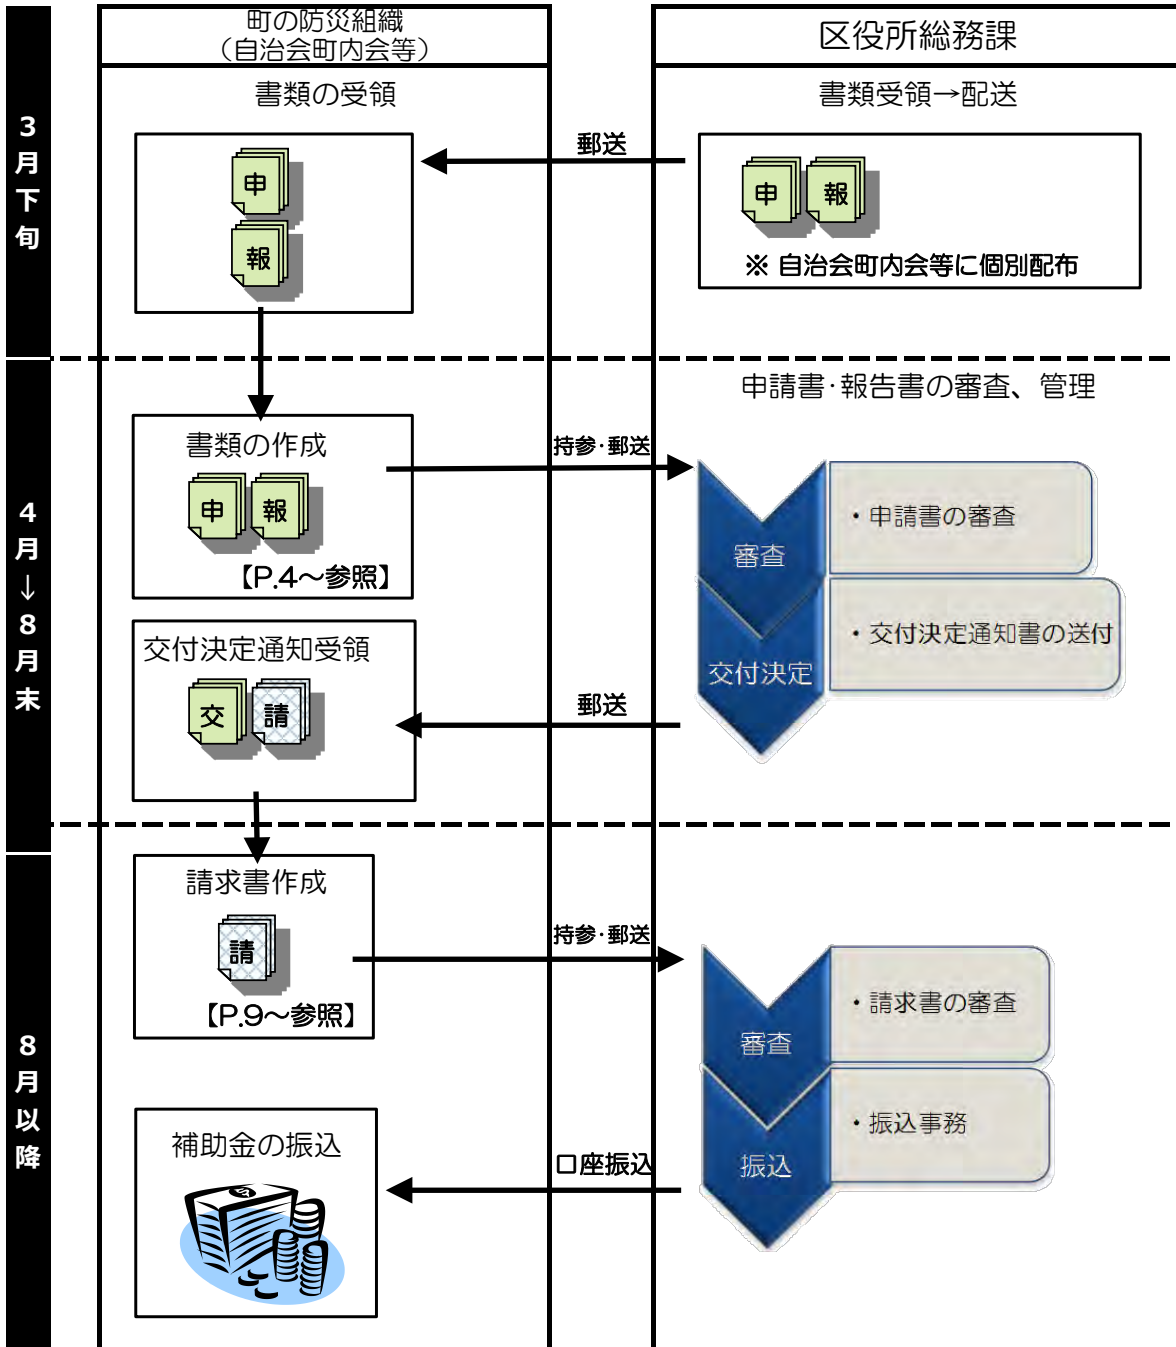 町の防災組織
（自治会町内会等）
区役所総務課
3月下旬
書類の受領
書類受領→配送
申
報
郵送
申 報
※ 自治会町内会等に個別配布
4月→8月末
申請書･報告書の審査、管理
書類の作成
申 報
【P.4～参照】
持参･郵送
審査
・申請書の審査
交付決定
・交付決定通知書の送付
交付決定通知受領
交 請
郵送
8月以降
請求書作成
請
【P.9～参照】
持参･郵送
審査
・請求書の審査
振込
・振込事務
補助金の振込
口座振込